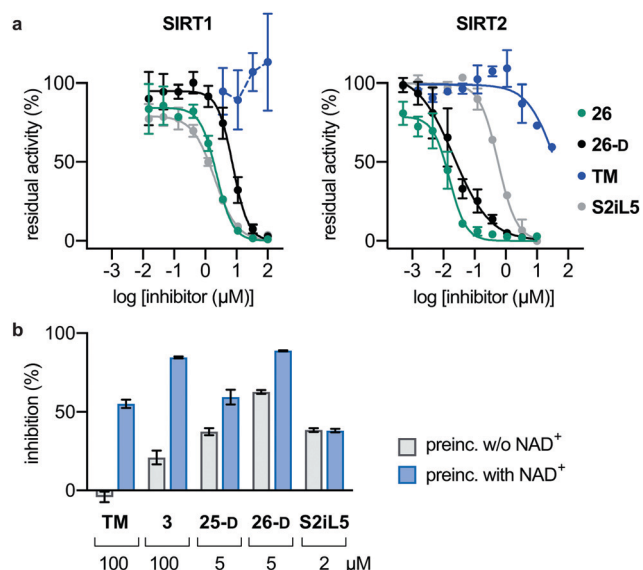 a
SIRT1
SIRT2
residual activity (%)
100
50
0
-3 -2 -1 0 1 2
log [inhibitor (µM)]
residual activity (%)
100
50
0
-3 -2 -1 0 1 2
log [inhibitor (µM)]
26
26-D
TM
S2iL5
b
inhibition (%)
100
50
0
TM 3 25-D 26-D S2iL5
100 100 5 5 2 µM
preinc. w/o NAD⁺
preinc. with NAD⁺